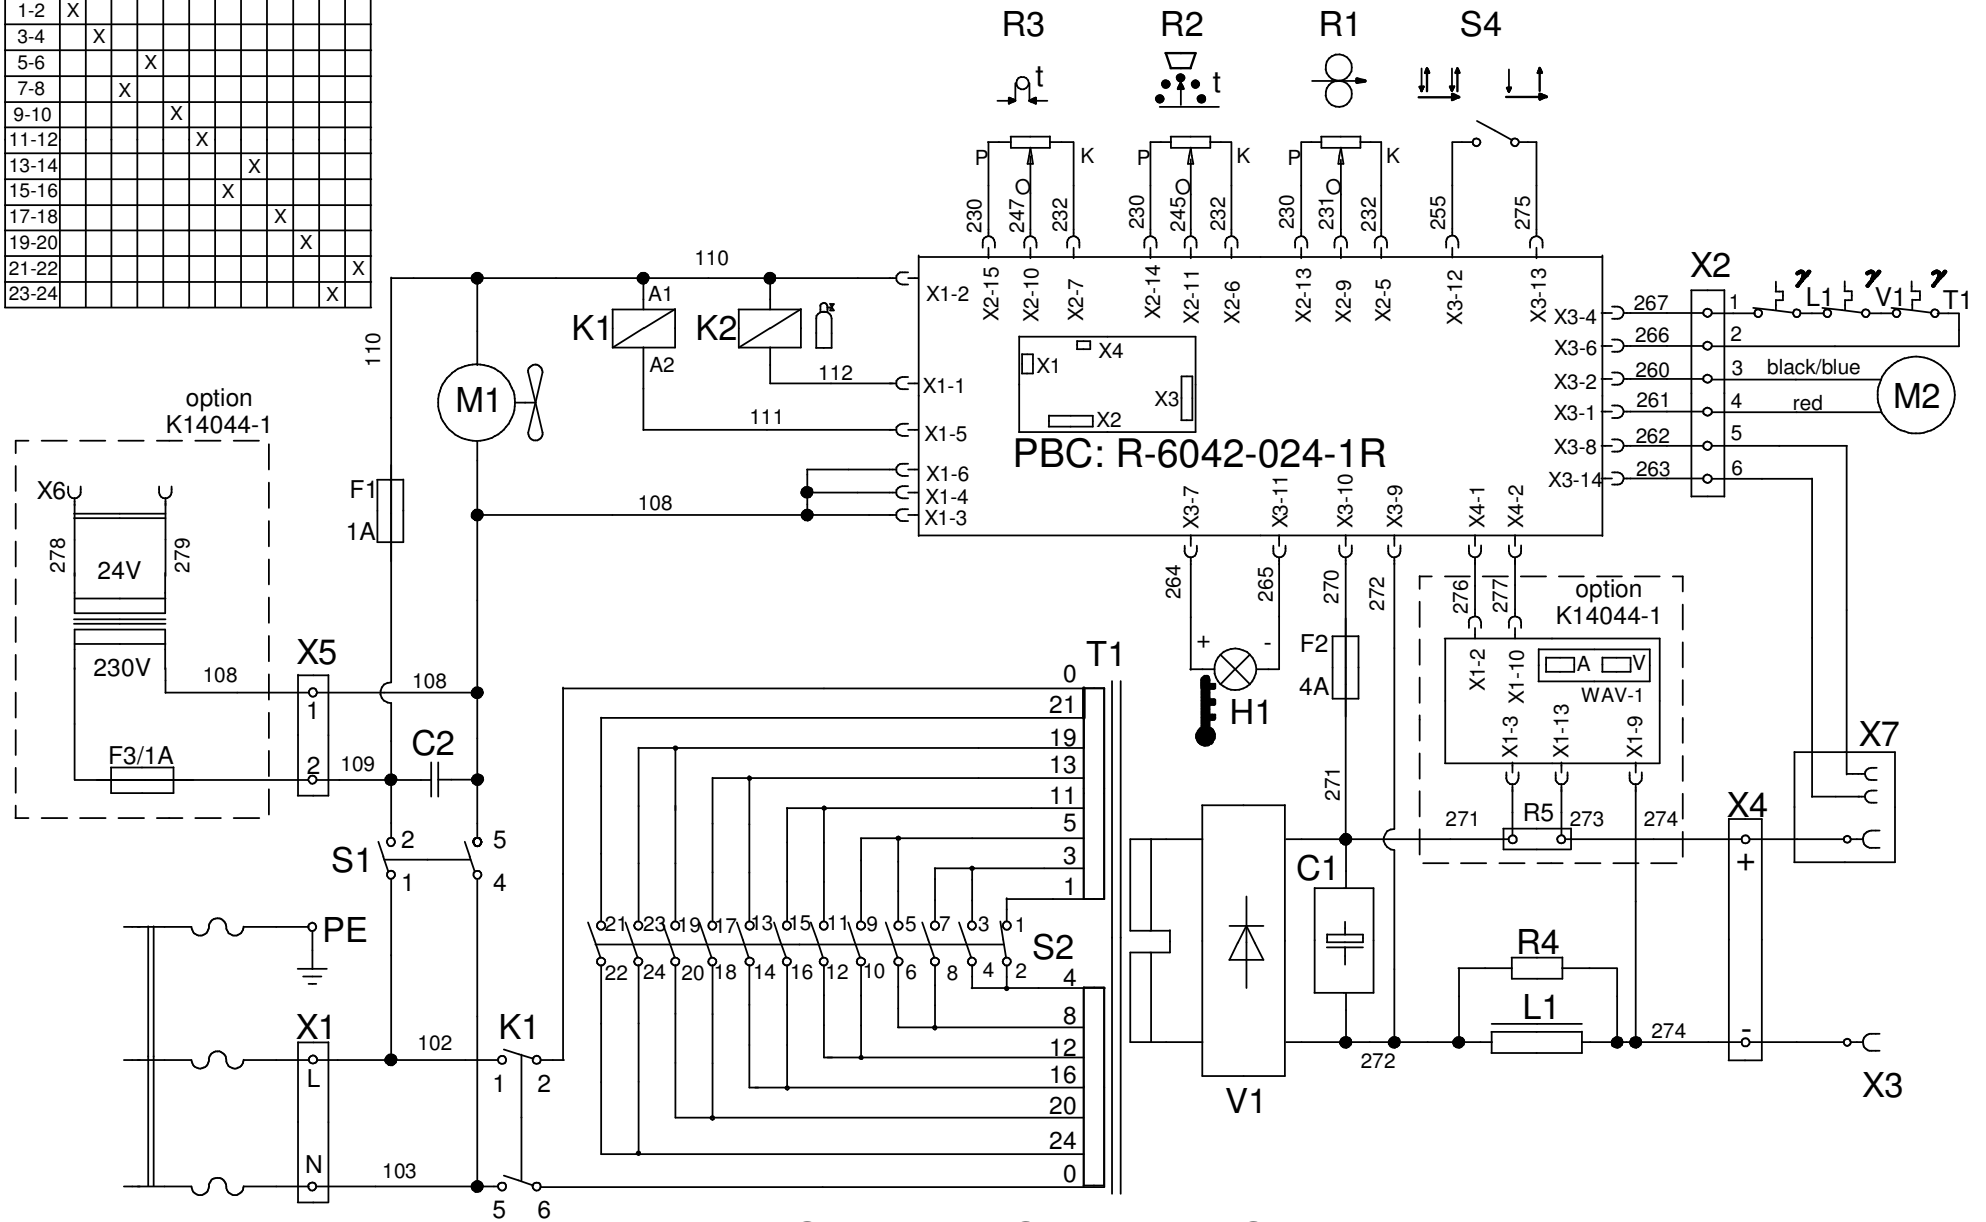 1-2 X
3-4 X
5-6 X
7-8 X
9-10 X
11-12 X
13-14 X
15-16 X
17-18 X
19-20 X
21-22 X
23-24 X
R3 R2 R1 S4
t t
P K P K P K
O O O
230 247 232 230 245 232 230 231 232 255 275
X2-15 X2-10 X2-7 X2-14 X2-11 X2-6 X2-13 X2-9 X2-5 X3-12 X3-13
110
110
X1-2
K1 A1 A2
K2
112
X1-1
111
X1-5
X1-6
X1-4
108
X1-3
M1
F1
1A
X1 X4
X3
X2
PBC: R-6042-024-1R
X2
X3-4 267 1 L1 V1 T1
X3-6 266 2
X3-2 260 3 black/blue
X3-1 261 4 red
M2
X3-8 262 5
X3-14 263 6
X3-7 X3-11 X3-10 X3-9 X4-1 X4-2
264 265 270 272 276 277
option
K14044-1
X6
278 279
24V
230V
108
X5
1
108
F3/1A
2
109
C2
+ -
H1
F2
4A
271
option
K14044-1
X1-2 X1-10
A V
WAV-1
X1-3 X1-13 X1-9
271 R5 273 274
X4
+
-
X7
S1
2 5
1 4
PE
X1
L
N
102
103
K1
1 2
5 6
T1
0
21
19
13
11
5
3
1
21 23 19 17 13 15 11 9 5 7 3 1
S2
22 24 20 18 14 16 12 10 6 8 4 2
4
8
12
16
20
24
0
V1
C1
272
R4
L1
274
X3